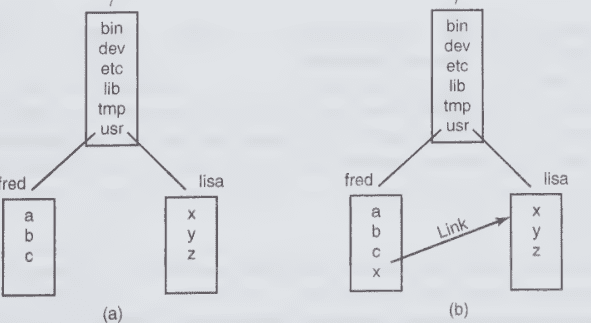 /
bin
dev
etc
lib
tmp
usr
fred
lisa
a
b
c
x
y
z
(a)
/
bin
dev
etc
lib
tmp
usr
fred
lisa
a
b
c
x
Link
x
y
z
(b)